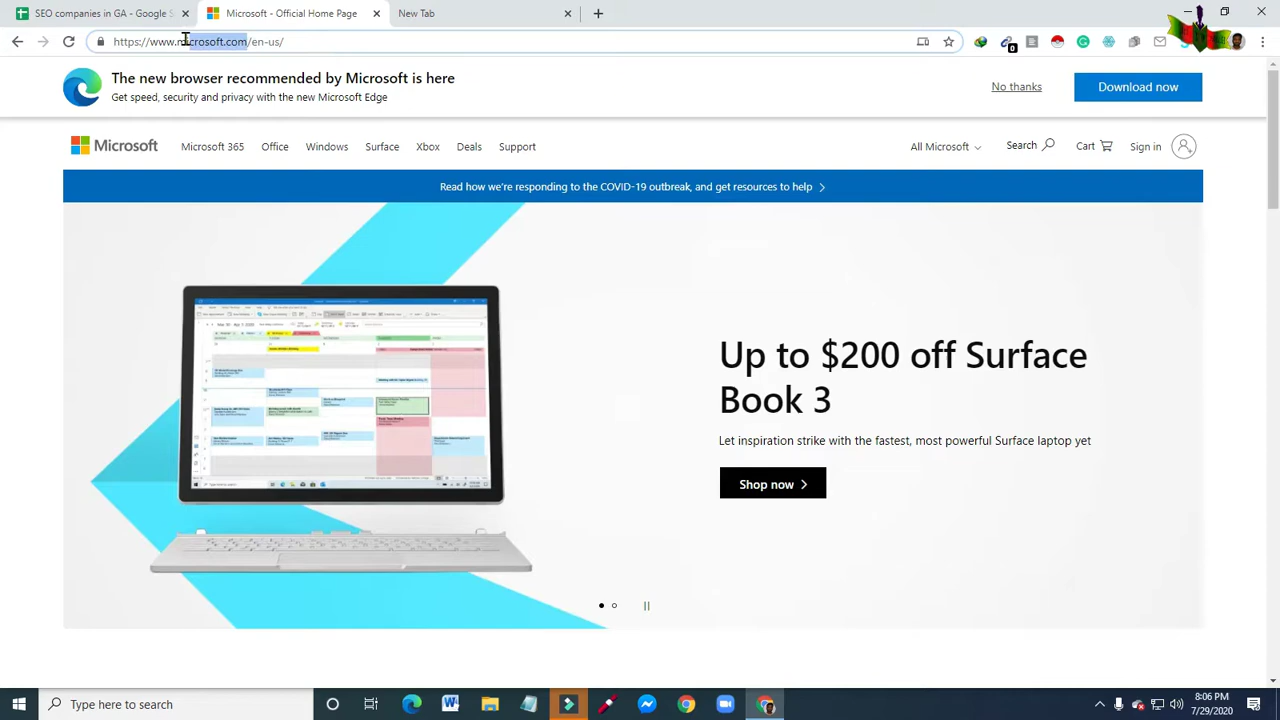 SEO companies in GA - Google S
Microsoft - Official Home Page
New Tab
https://www.microsoft.com/en-us/
0
The new browser recommended by Microsoft is here
Get speed, security and privacy with the new Microsoft Edge
No thanks
Download now
Microsoft
Microsoft 365
Office
Windows
Surface
Xbox
Deals
Support
All Microsoft
Search
Cart
Sign in
Read how we're responding to the COVID-19 outbreak, and get resources to help
Up to $200 off Surface
Book 3
Let inspiration strike with the fastest, most powerful Surface laptop yet
Shop now
Type here to search
8:06 PM
7/29/2020